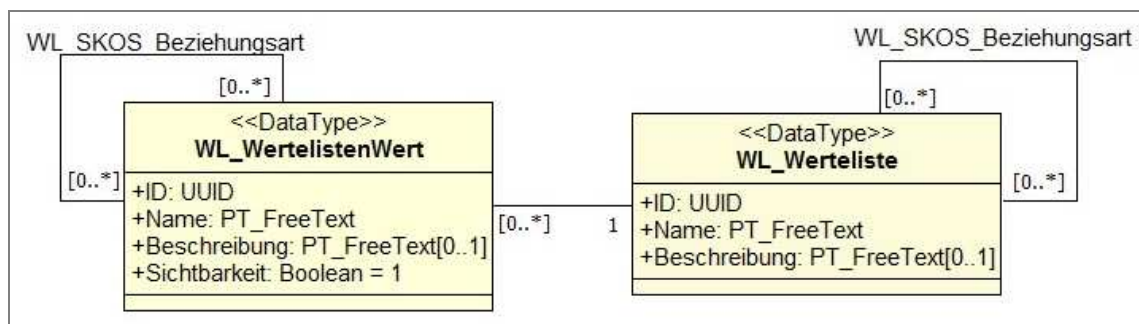 WL_SKOS_Beziehungsart
[0..*]
[0..*]
<<DataType>>
WL_WertelistenWert
+ID: UUID
+Name: PT_FreeText
+Beschreibung: PT_FreeText[0..1]
+Sichtbarkeit: Boolean = 1
[0..*]
1
WL_SKOS_Beziehungsart
[0..*]
[0..*]
<<DataType>>
WL_Werteliste
+ID: UUID
+Name: PT_FreeText
+Beschreibung: PT_FreeText[0..1]